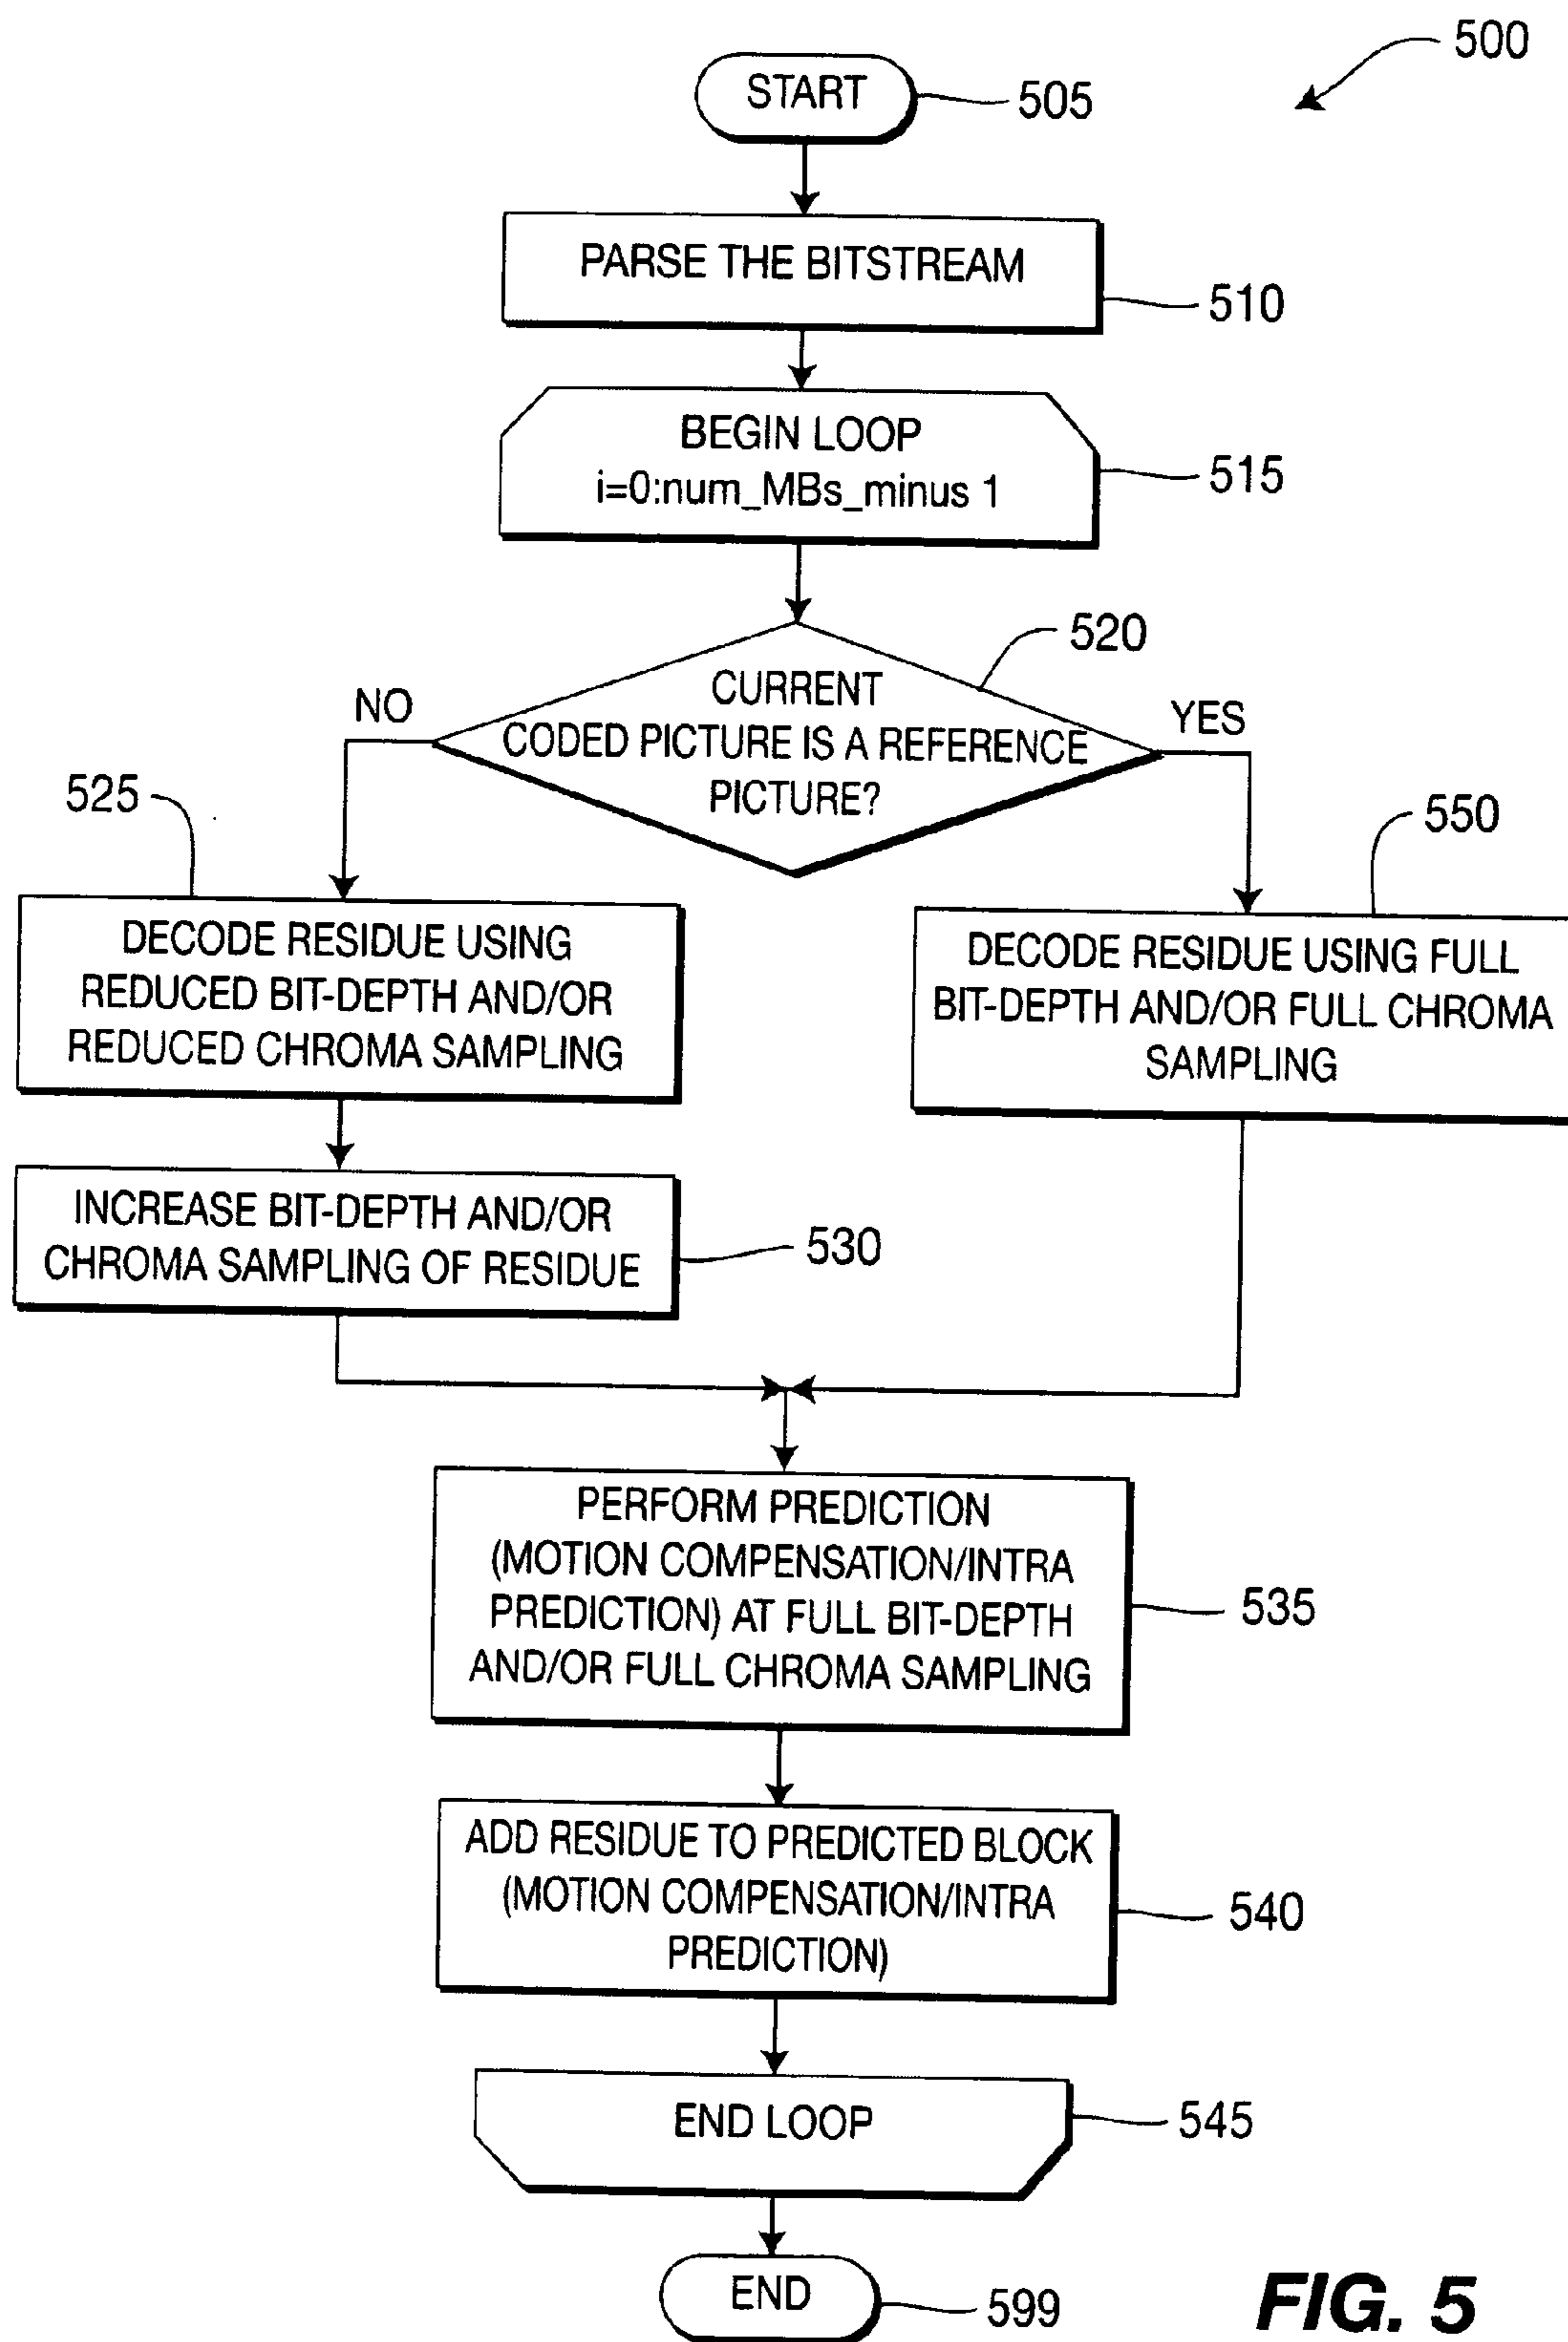 500
START
505
PARSE THE BITSTREAM
510
BEGIN LOOP
i=0:num_MBs_minus 1
515
520
CURRENT
CODED PICTURE IS A REFERENCE
PICTURE?
NO
YES
525
550
DECODE RESIDUE USING
REDUCED BIT-DEPTH AND/OR
REDUCED CHROMA SAMPLING
DECODE RESIDUE USING FULL
BIT-DEPTH AND/OR FULL CHROMA
SAMPLING
INCREASE BIT-DEPTH AND/OR
CHROMA SAMPLING OF RESIDUE
530
PERFORM PREDICTION
(MOTION COMPENSATION/INTRA
PREDICTION) AT FULL BIT-DEPTH
AND/OR FULL CHROMA SAMPLING
535
ADD RESIDUE TO PREDICTED BLOCK
(MOTION COMPENSATION/INTRA
PREDICTION)
540
END LOOP
545
END
599
FIG. 5